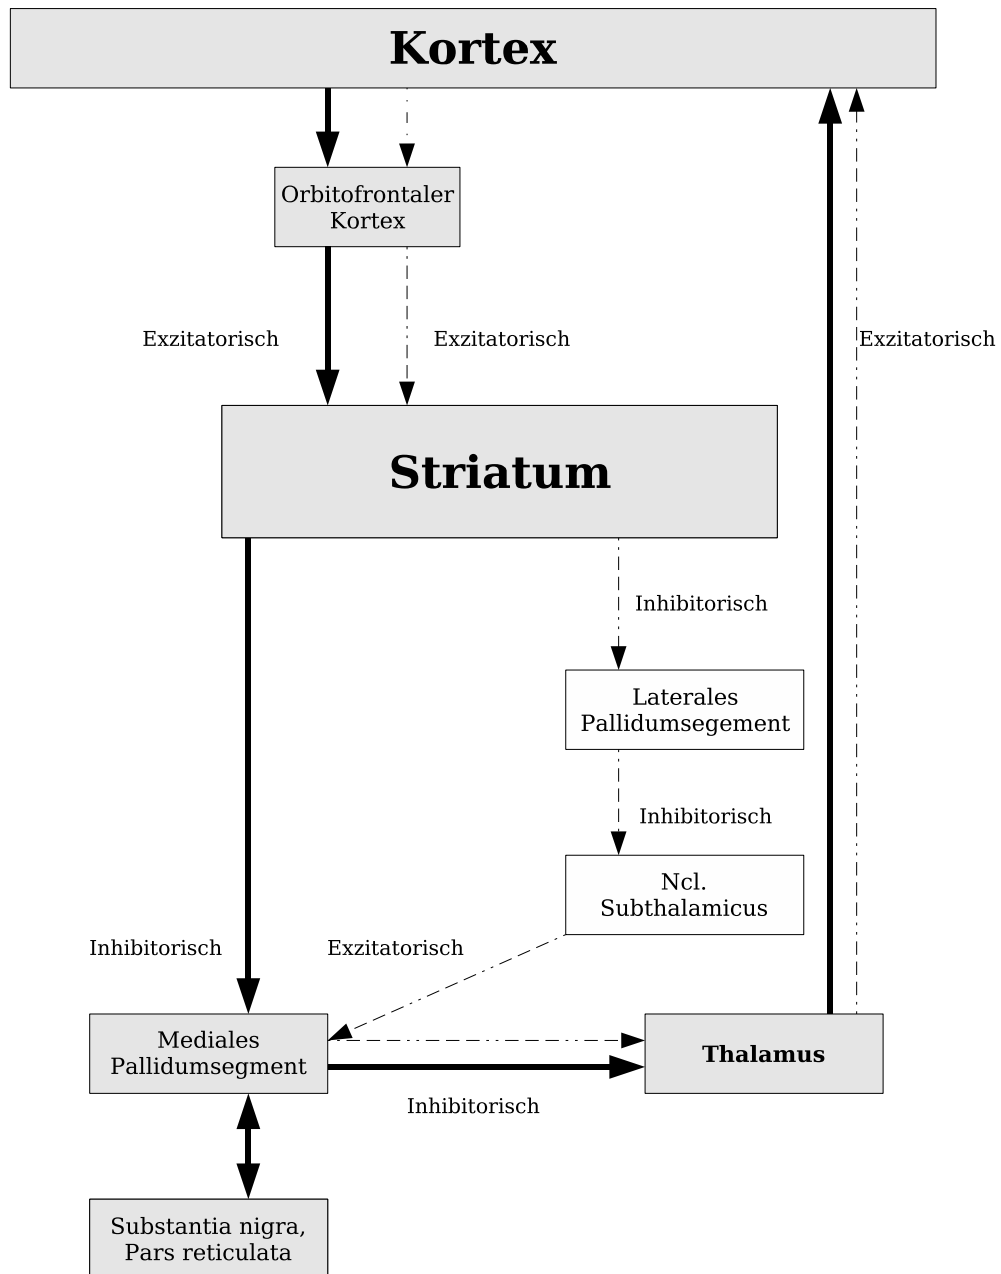 Kortex
Orbitofrontaler
Kortex
Exzitatorisch
Exzitatorisch
Exzitatorisch
Striatum
Inhibitorisch
Laterales
Pallidumsegement
Inhibitorisch
Ncl.
Subthalamicus
Inhibitorisch
Exzitatorisch
Mediales
Pallidumsegment
Thalamus
Inhibitorisch
Substantia nigra,
Pars reticulata